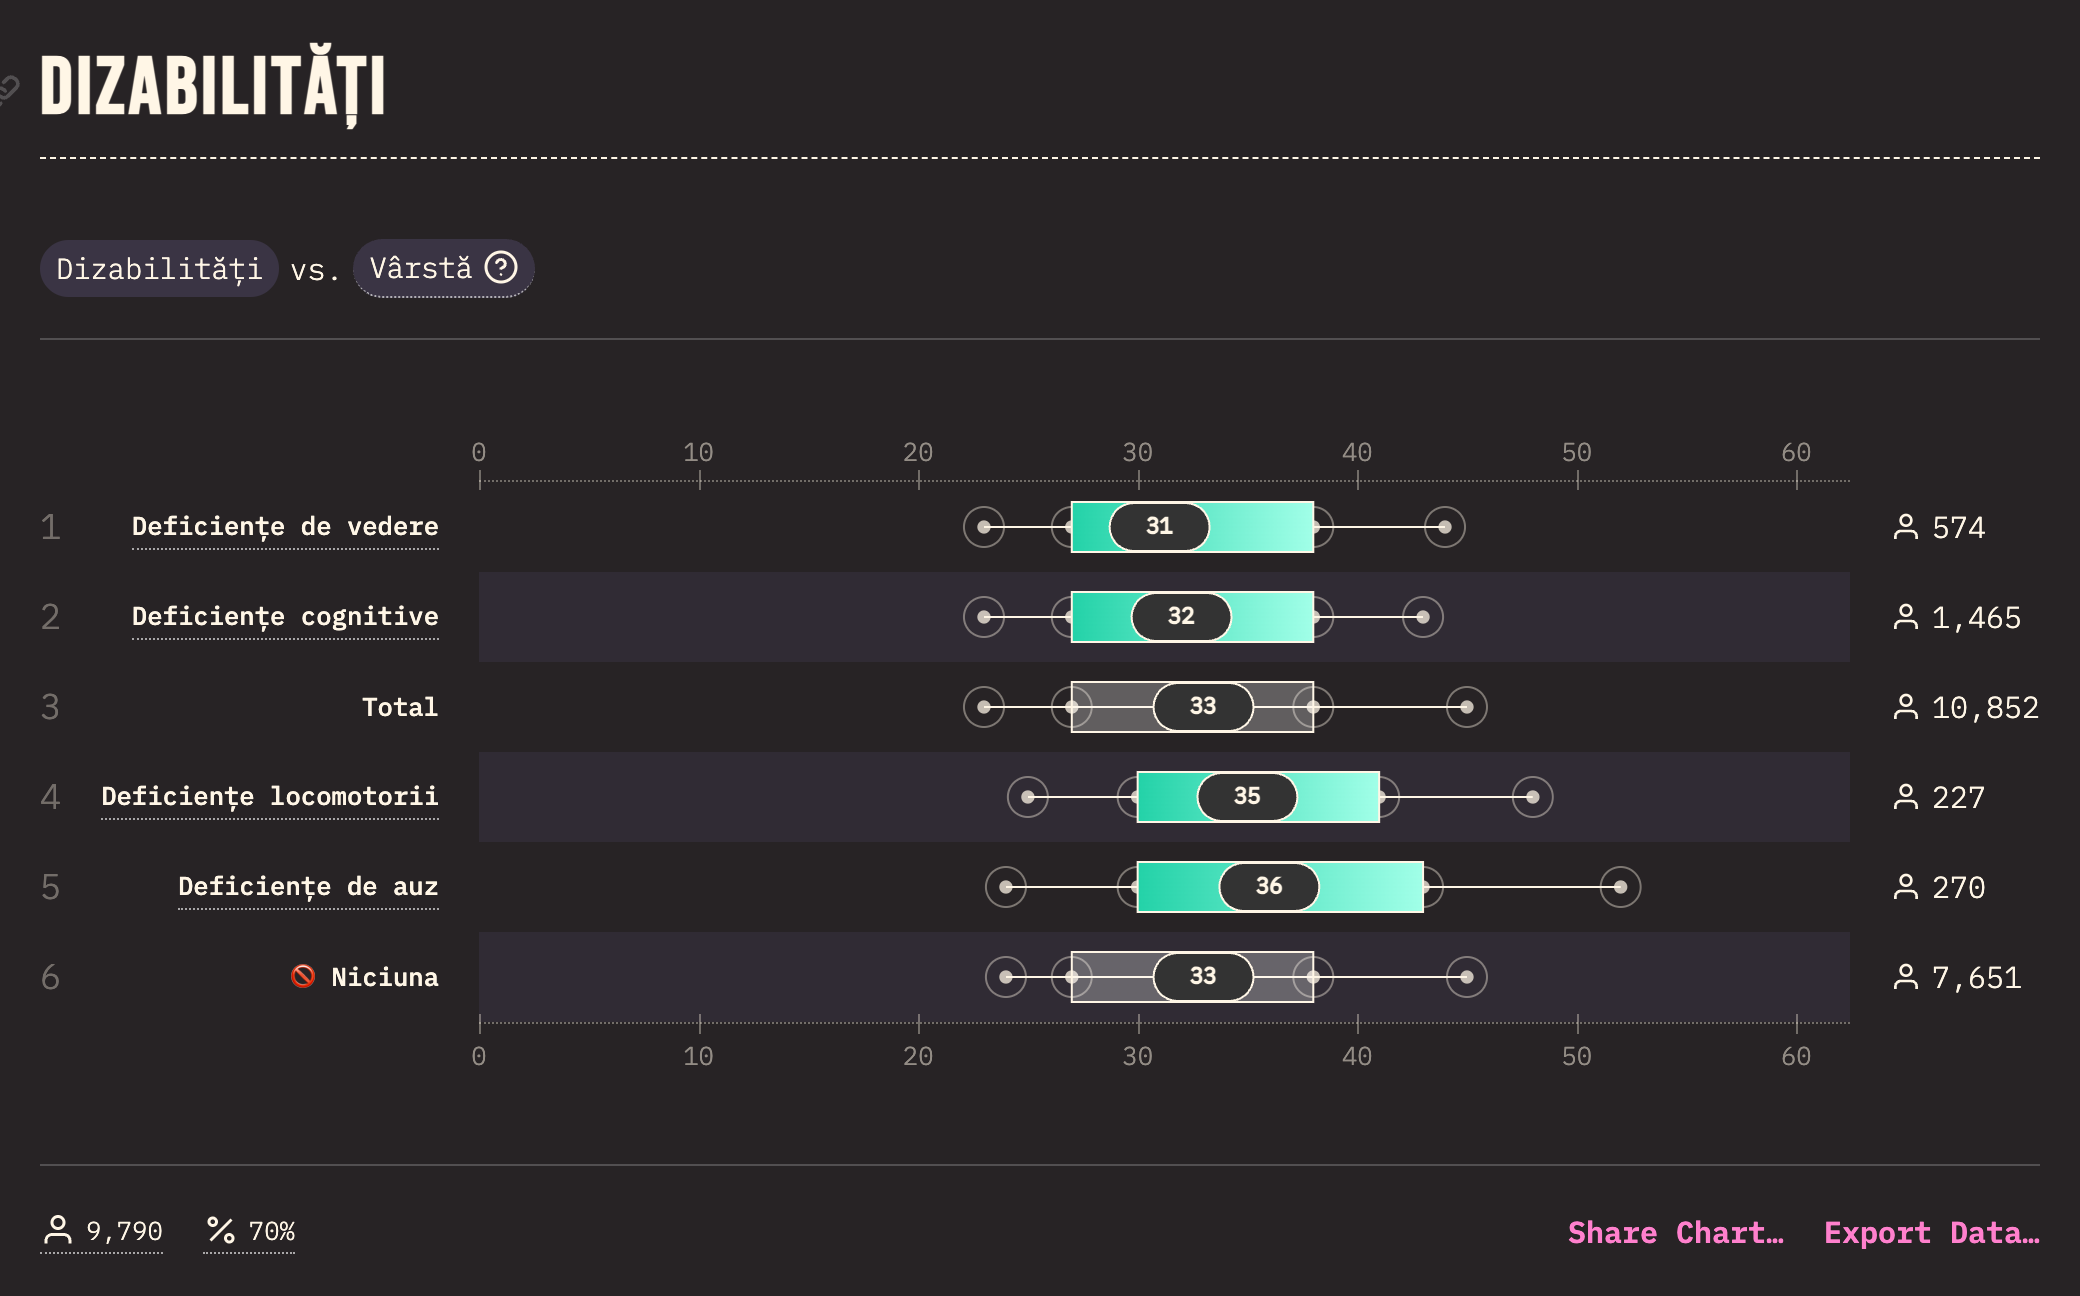 DIZABILITĂȚI
Dizabilități vs. Vârstă
0 10 20 30 40 50 60
1 Deficiențe de vedere 31 574
2 Deficiențe cognitive 32 1,465
3 Total 33 10,852
4 Deficiențe locomotorii 35 227
5 Deficiențe de auz 36 270
6 🚫 Niciuna 33 7,651
0 10 20 30 40 50 60
9,790 70% Share Chart… Export Data…